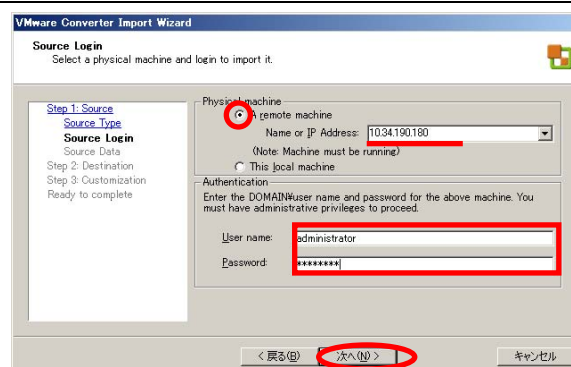 VMware Converter Import Wizard
Source Login
Select a physical machine and login to import it.
Step 1: Source
Source Type
Source Login
Source Data
Step 2: Destination
Step 3: Customization
Ready to complete
Physical machine
A remote machine
Name or IP Address: 10.34.190.180
(Note: Machine must be running)
This local machine
Authentication
Enter the DOMAIN¥user name and password for the above machine. You
must have administrative privileges to proceed.
User name: administrator
Password: ********
< 戻る(B)
次へ(N) >
キャンセル